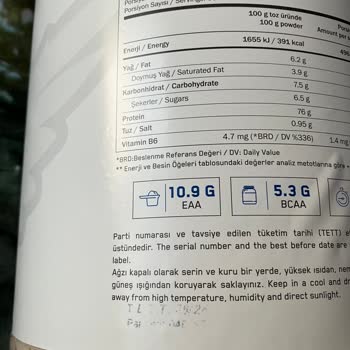 Porsiyon Sayısı /
100 g toz üründe
100 g powder
Enerji / Energy 1655 kJ / 391 kcal
Yağ / Fat 6.2 g
Doymuş Yağ / Saturated Fat 3.9 g
Karbonhidrat / Carbohydrate 7.5 g
Şekerler / Sugars 6.5 g
Protein 76 g
Tuz / Salt 0.95 g
Vitamin B6 4.7 mg (*BRD / DV %336) 1.4 m
*BRD:Beslenme Referans Değeri / DV: Daily Value
** Enerji ve Besin Öğeleri tablosundaki değerler analiz metotlarına göre
10.9 G
EAA
5.3 G
BCAA
Parti numarası ve tavsiye edilen tüketim tarihi (TETT)
üstündedir. The serial number and the best before date are
label.
Ağzı kapalı olarak serin ve kuru bir yerde, yüksek ısıdan, nem
güneş ışığından koruyarak saklayınız. Keep in a cool and d
away from high temperature, humidity and direct sunlight.